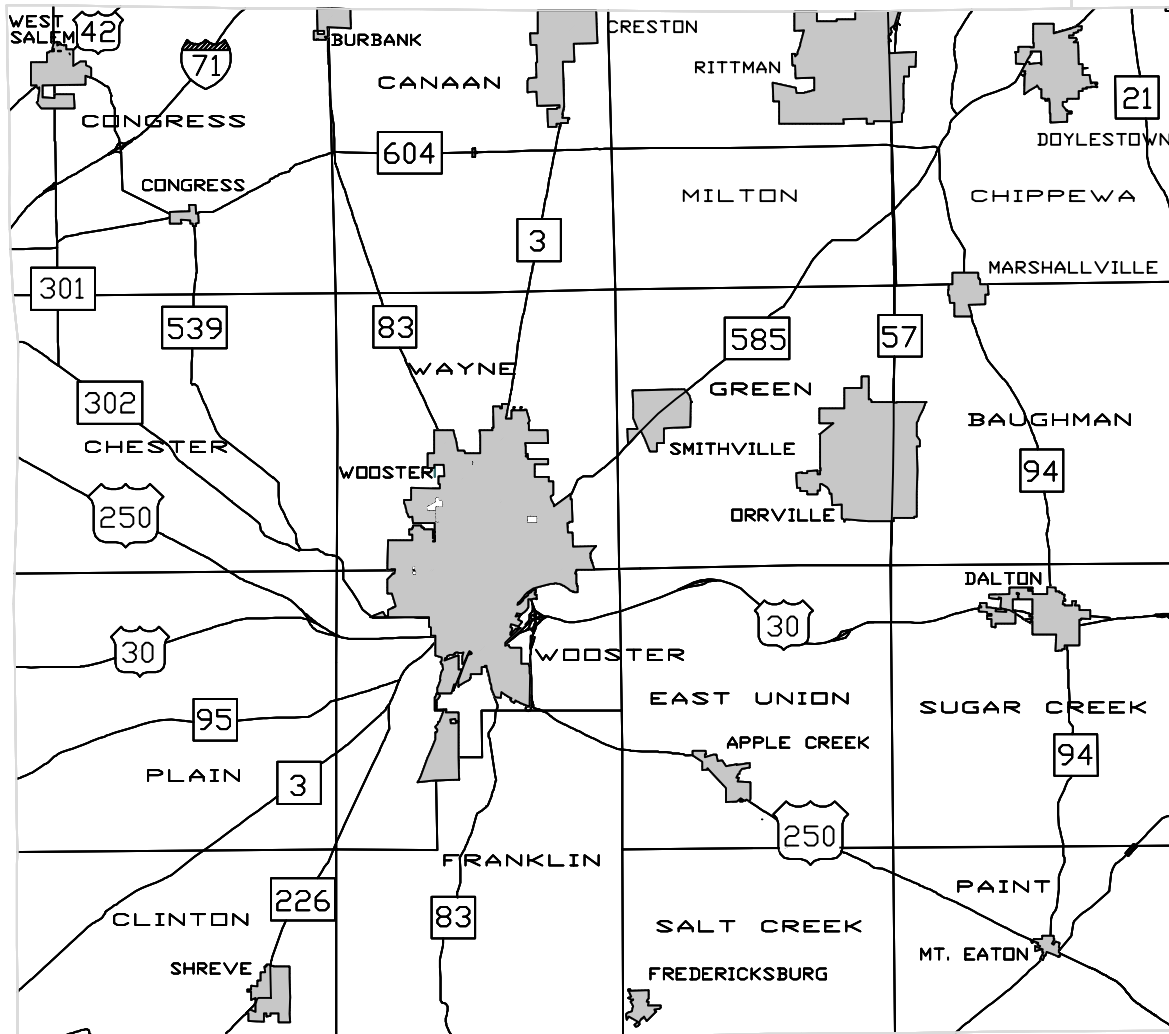 WEST
SALEM
42
BURBANK
CRESTON
71
CANAAN
RITTMAN
21
CONGRESS
DOYLESTOWN
604
CONGRESS
MILTON
CHIPPEWA
3
MARSHALLVILLE
301
539
83
585
57
WAYNE
GREEN
302
BAUGHMAN
CHESTER
SMITHVILLE
WOOSTER
94
250
ORRVILLE
DALTON
30
30
WOOSTER
EAST UNION
SUGAR CREEK
95
APPLE CREEK
94
PLAIN
3
250
FRANKLIN
PAINT
226
CLINTON
83
SALT CREEK
MT. EATON
SHREVE
FREDERICKSBURG